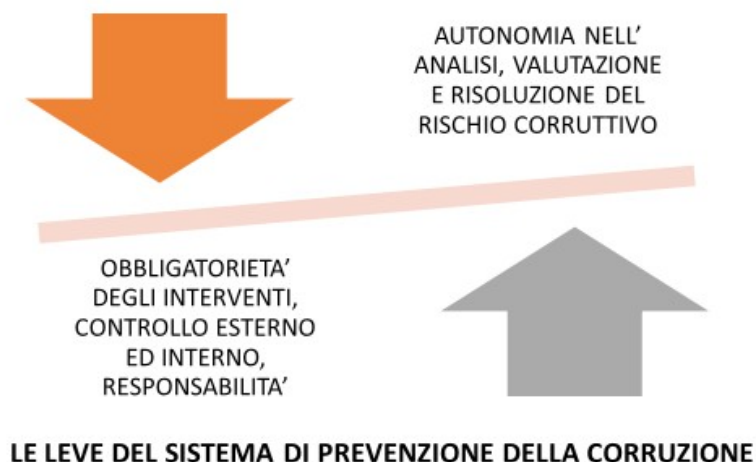 AUTONOMIA NELL'
ANALISI, VALUTAZIONE
E RISOLUZIONE DEL
RISCHIO CORRUTTIVO
OBBLIGATORIETA'
DEGLI INTERVENTI,
CONTROLLO ESTERNO
ED INTERNO,
RESPONSABILITA'
LE LEVE DEL SISTEMA DI PREVENZIONE DELLA CORRUZIONE